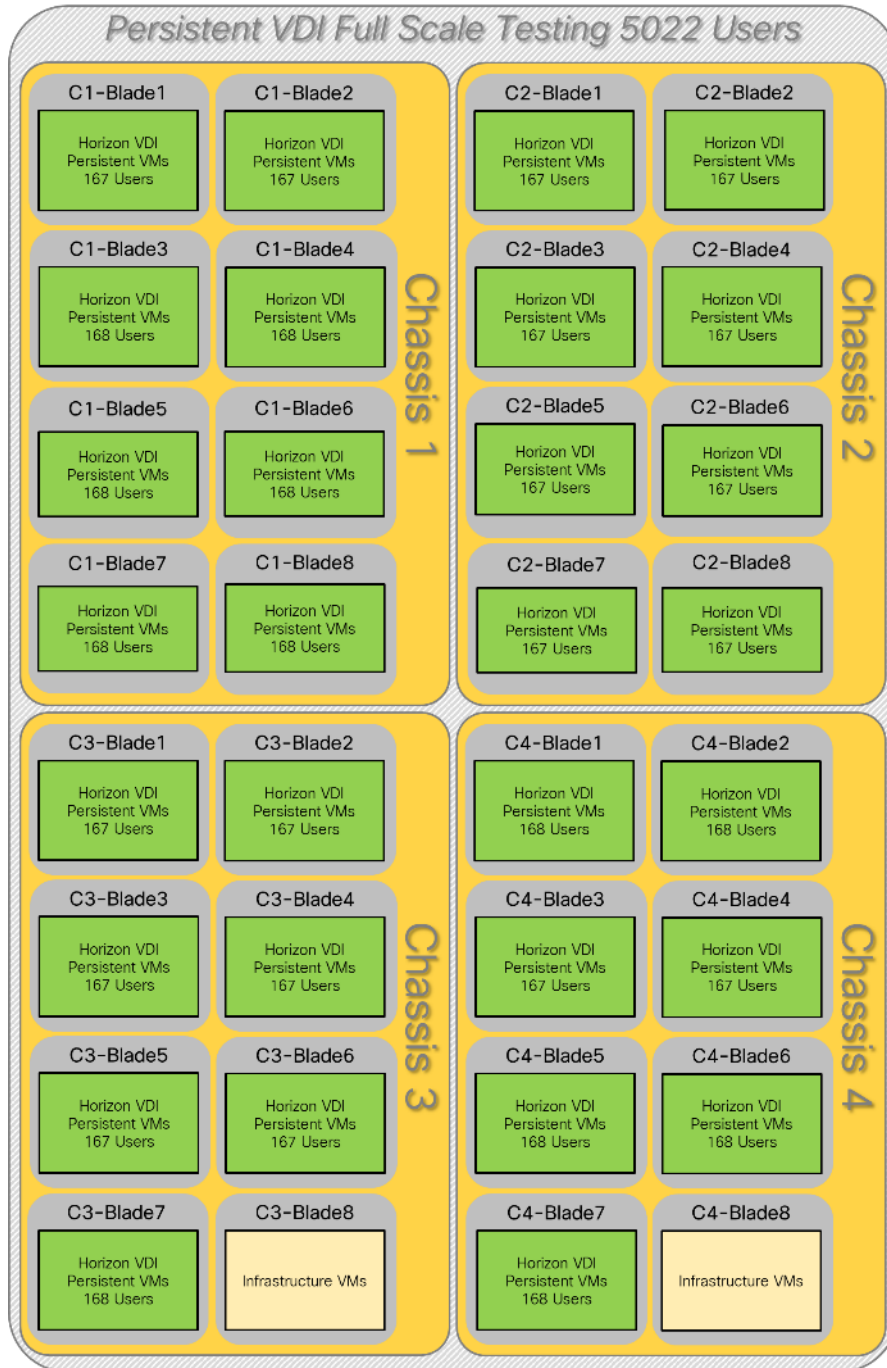 Persistent VDI Full Scale Testing 5022 Users
C1-Blade1
Horizon VDI
Persistent VMs
167 Users
C1-Blade2
Horizon VDI
Persistent VMs
167 Users
C1-Blade3
Horizon VDI
Persistent VMs
168 Users
C1-Blade4
Horizon VDI
Persistent VMs
168 Users
C1-Blade5
Horizon VDI
Persistent VMs
168 Users
C1-Blade6
Horizon VDI
Persistent VMs
168 Users
C1-Blade7
Horizon VDI
Persistent VMs
168 Users
C1-Blade8
Horizon VDI
Persistent VMs
168 Users
Chassis 1
C2-Blade1
Horizon VDI
Persistent VMs
167 Users
C2-Blade2
Horizon VDI
Persistent VMs
167 Users
C2-Blade3
Horizon VDI
Persistent VMs
167 Users
C2-Blade4
Horizon VDI
Persistent VMs
167 Users
C2-Blade5
Horizon VDI
Persistent VMs
167 Users
C2-Blade6
Horizon VDI
Persistent VMs
167 Users
C2-Blade7
Horizon VDI
Persistent VMs
167 Users
C2-Blade8
Horizon VDI
Persistent VMs
167 Users
Chassis 2
C3-Blade1
Horizon VDI
Persistent VMs
167 Users
C3-Blade2
Horizon VDI
Persistent VMs
167 Users
C3-Blade3
Horizon VDI
Persistent VMs
167 Users
C3-Blade4
Horizon VDI
Persistent VMs
167 Users
C3-Blade5
Horizon VDI
Persistent VMs
167 Users
C3-Blade6
Horizon VDI
Persistent VMs
167 Users
C3-Blade7
Horizon VDI
Persistent VMs
168 Users
C3-Blade8
Infrastructure VMs
Chassis 3
C4-Blade1
Horizon VDI
Persistent VMs
168 Users
C4-Blade2
Horizon VDI
Persistent VMs
168 Users
C4-Blade3
Horizon VDI
Persistent VMs
167 Users
C4-Blade4
Horizon VDI
Persistent VMs
167 Users
C4-Blade5
Horizon VDI
Persistent VMs
168 Users
C4-Blade6
Horizon VDI
Persistent VMs
168 Users
C4-Blade7
Horizon VDI
Persistent VMs
168 Users
C4-Blade8
Infrastructure VMs
Chassis 4